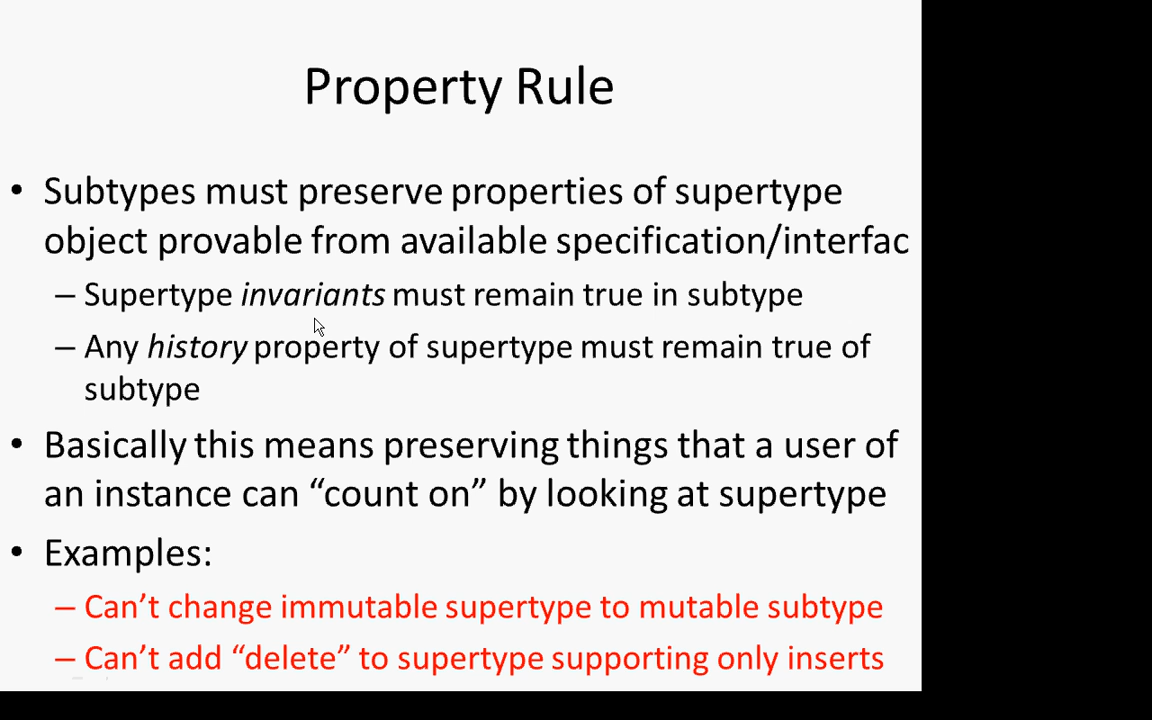 Property Rule
• Subtypes must preserve properties of supertype
object provable from available specification/interfac
– Supertype invariants must remain true in subtype
– Any history property of supertype must remain true of
subtype
• Basically this means preserving things that a user of
an instance can “count on” by looking at supertype
• Examples:
– Can’t change immutable supertype to mutable subtype
– Can’t add “delete” to supertype supporting only inserts